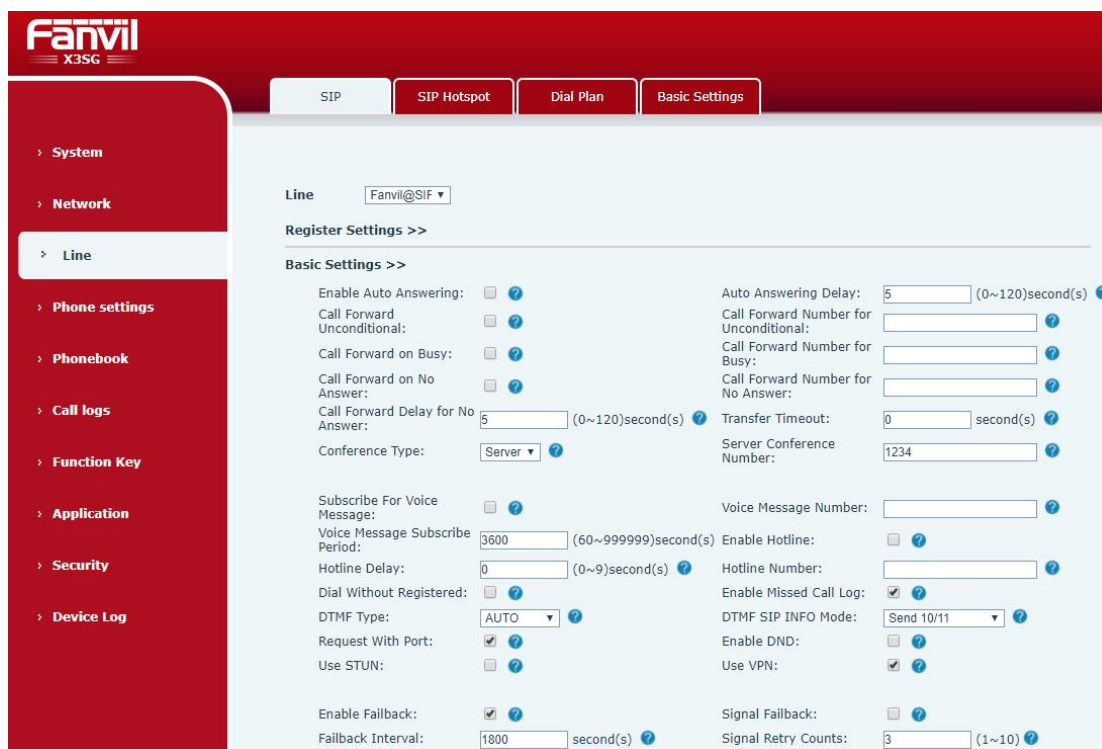 Fanvil
X3SG
SIP
SIP Hotspot
Dial Plan
Basic Settings
› System
› Network
› Line
› Phone settings
› Phonebook
› Call logs
› Function Key
› Application
› Security
› Device Log
Line Fanvil@SIF
Register Settings >>
Basic Settings >>
Enable Auto Answering: Auto Answering Delay: 5 (0~120)second(s)
Call Forward Unconditional: Call Forward Number for Unconditional:
Call Forward on Busy: Call Forward Number for Busy:
Call Forward on No Answer: Call Forward Number for No Answer:
Call Forward Delay for No Answer: 5 (0~120)second(s) Transfer Timeout: 0 second(s)
Conference Type: Server Server Conference Number: 1234
Subscribe For Voice Message: Voice Message Number:
Voice Message Subscribe Period: 3600 (60~999999)second(s) Enable Hotline:
Hotline Delay: 0 (0~9)second(s) Hotline Number:
Dial Without Registered: Enable Missed Call Log:
DTMF Type: AUTO DTMF SIP INFO Mode: Send 10/11
Request With Port: Enable DND:
Use STUN: Use VPN:
Enable Failback: Signal Failback:
Failback Interval: 1800 second(s) Signal Retry Counts: 3 (1~10)